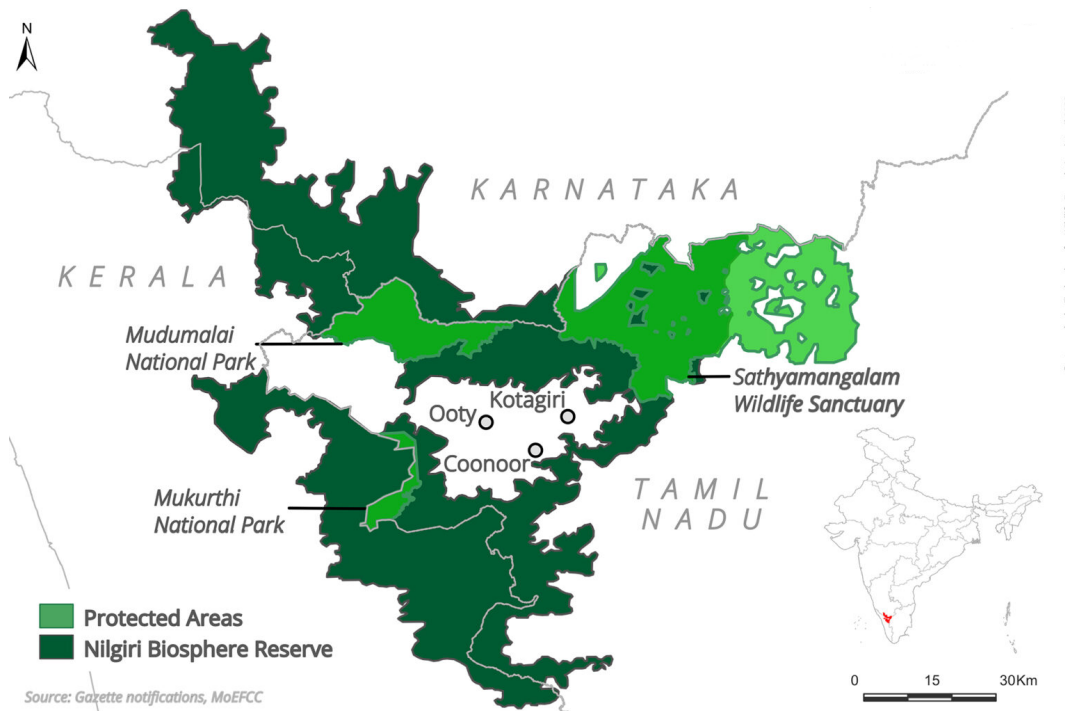 N
KARNATAKA
KERALA
Mudumalai
National Park
Sathyamangalam
Wildlife Sanctuary
Kotagiri
Ooty
Coonoor
TAMIL
NADU
Mukurthi
National Park
Protected Areas
Nilgiri Biosphere Reserve
Source: Gazette notifications, MoEFCC
0 15 30Km